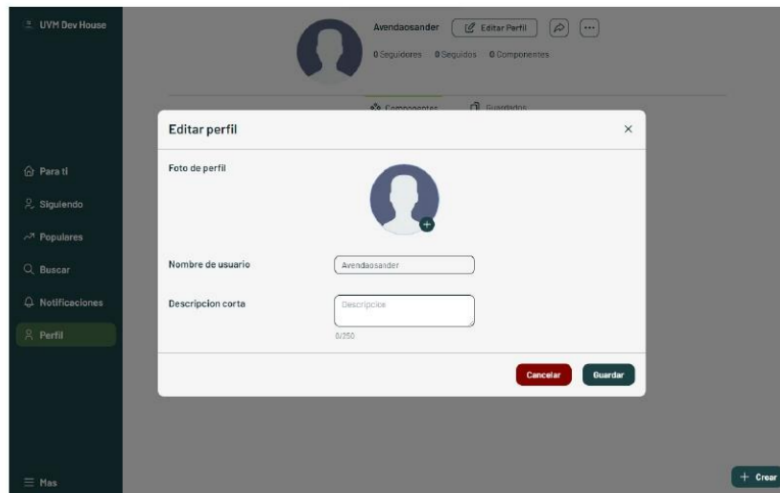 UVM Dev House
Avendaosander Editar Perfil
0 Seguidores 0 Seguidos 0 Componentes
Componentes Guardados
Editar perfil
Foto de perfil
Nombre de usuario Avendaosander
Descripcion corta Descripcion
0/250
Cancelar Guardar
Para ti
Siguiendo
Populares
Buscar
Notificaciones
Perfil
Mas
Crear